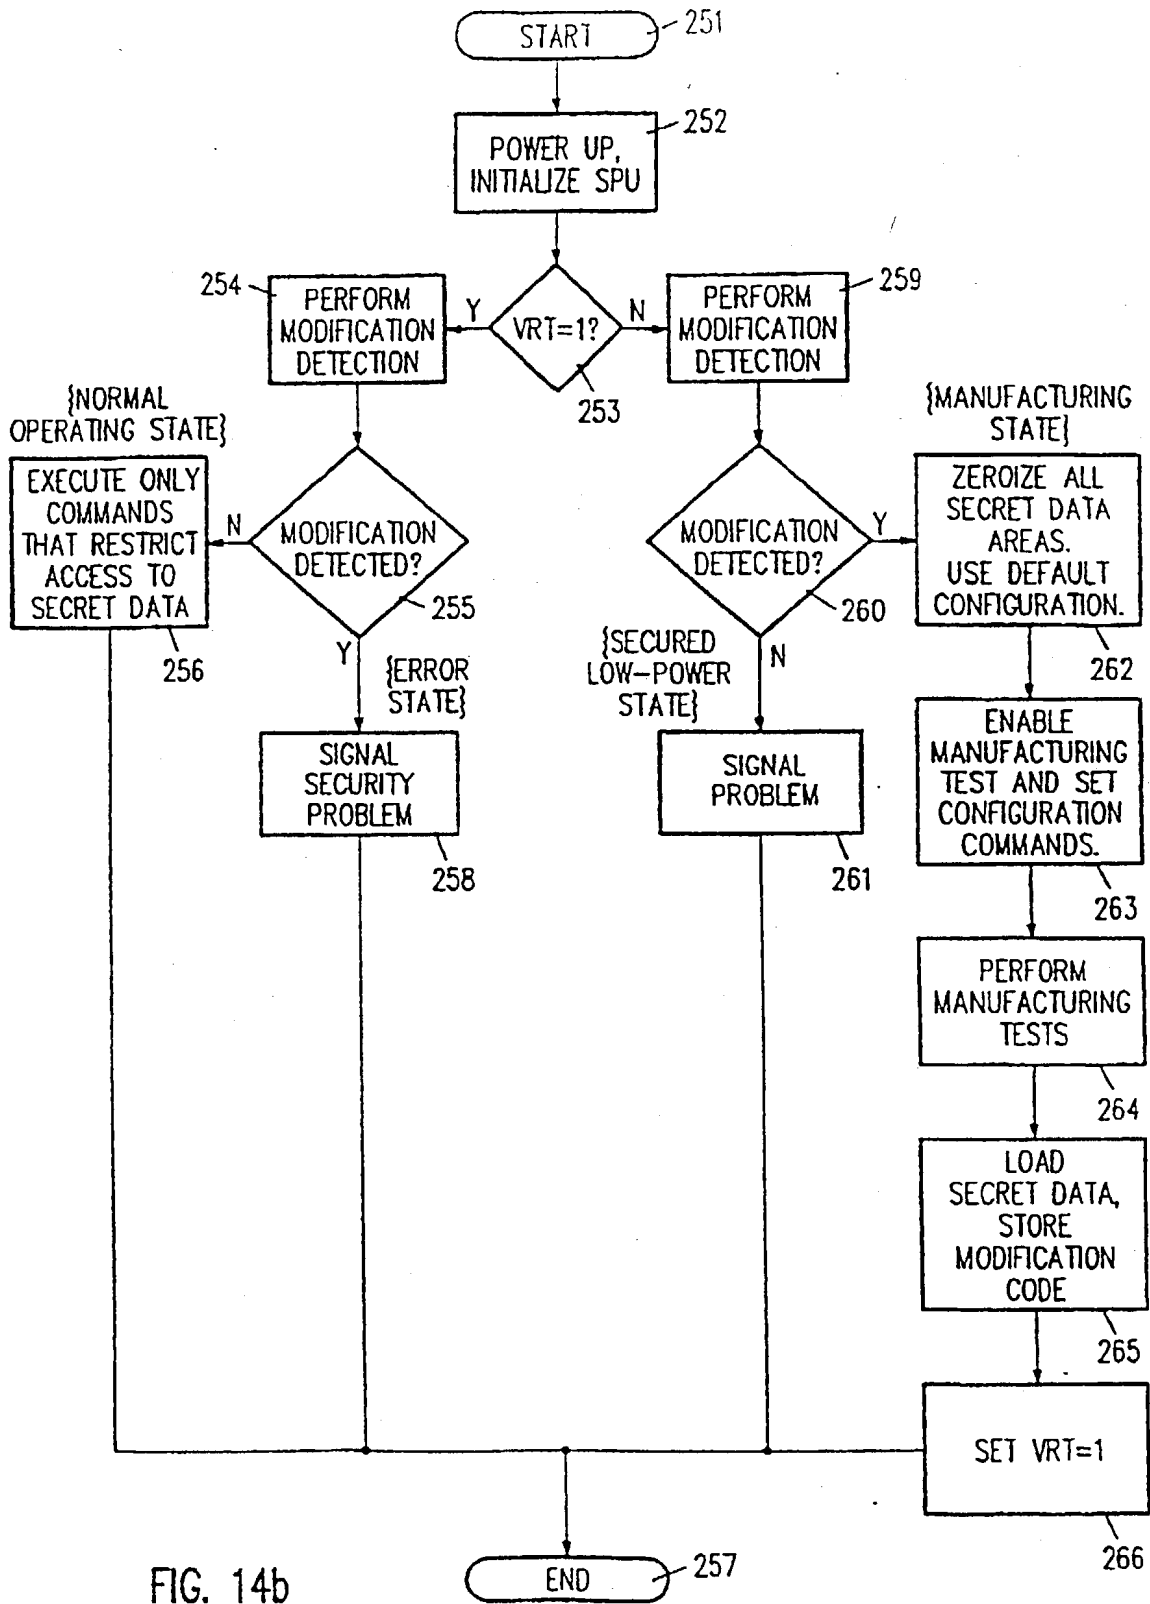 START
251
POWER UP,
INITIALIZE SPU
252
VRT=1?
253
Y
N
PERFORM
MODIFICATION
DETECTION
254
PERFORM
MODIFICATION
DETECTION
259
{NORMAL
OPERATING STATE}
EXECUTE ONLY
COMMANDS
THAT RESTRICT
ACCESS TO
SECRET DATA
256
N
MODIFICATION
DETECTED?
255
Y
{ERROR
STATE}
SIGNAL
SECURITY
PROBLEM
258
MODIFICATION
DETECTED?
260
Y
N
{SECURED
LOW-POWER
STATE}
SIGNAL
PROBLEM
261
{MANUFACTURING
STATE}
ZEROIZE ALL
SECRET DATA
AREAS.
USE DEFAULT
CONFIGURATION.
262
ENABLE
MANUFACTURING
TEST AND SET
CONFIGURATION
COMMANDS.
263
PERFORM
MANUFACTURING
TESTS
264
LOAD
SECRET DATA,
STORE
MODIFICATION
CODE
265
SET VRT=1
266
END
257
FIG. 14b